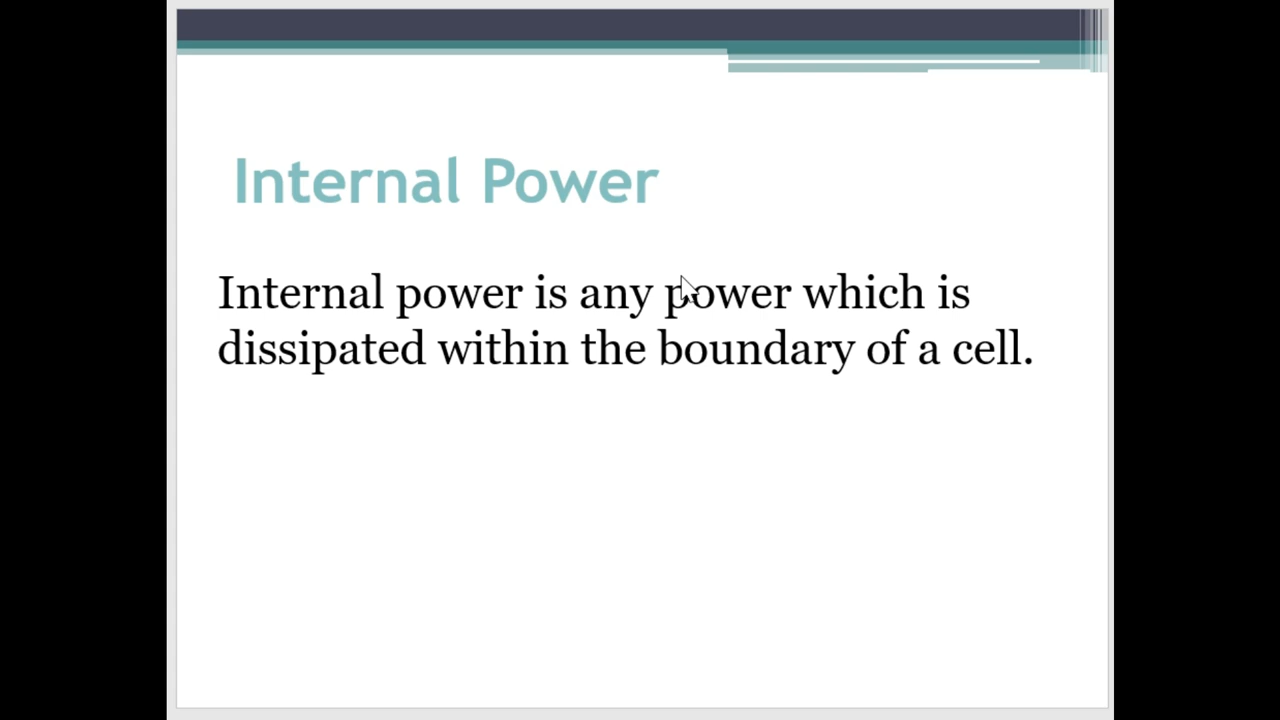 Internal Power
Internal power is any power which is
dissipated within the boundary of a cell.